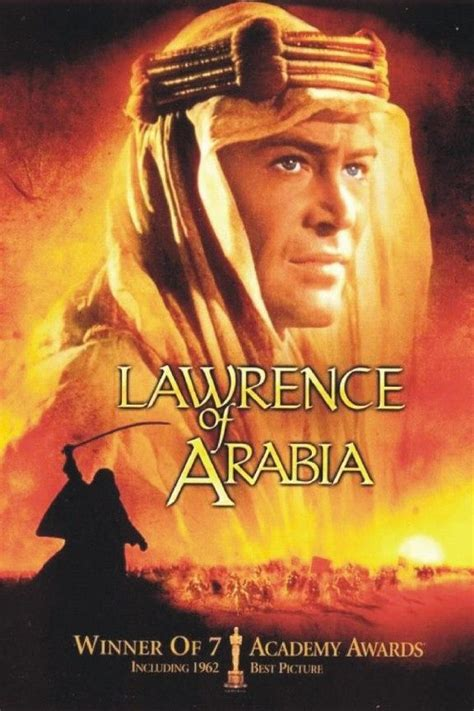 LAWRENCE
of
ARABIA
WINNER OF 7 ACADEMY AWARDS
INCLUDING 1962 BEST PICTURE